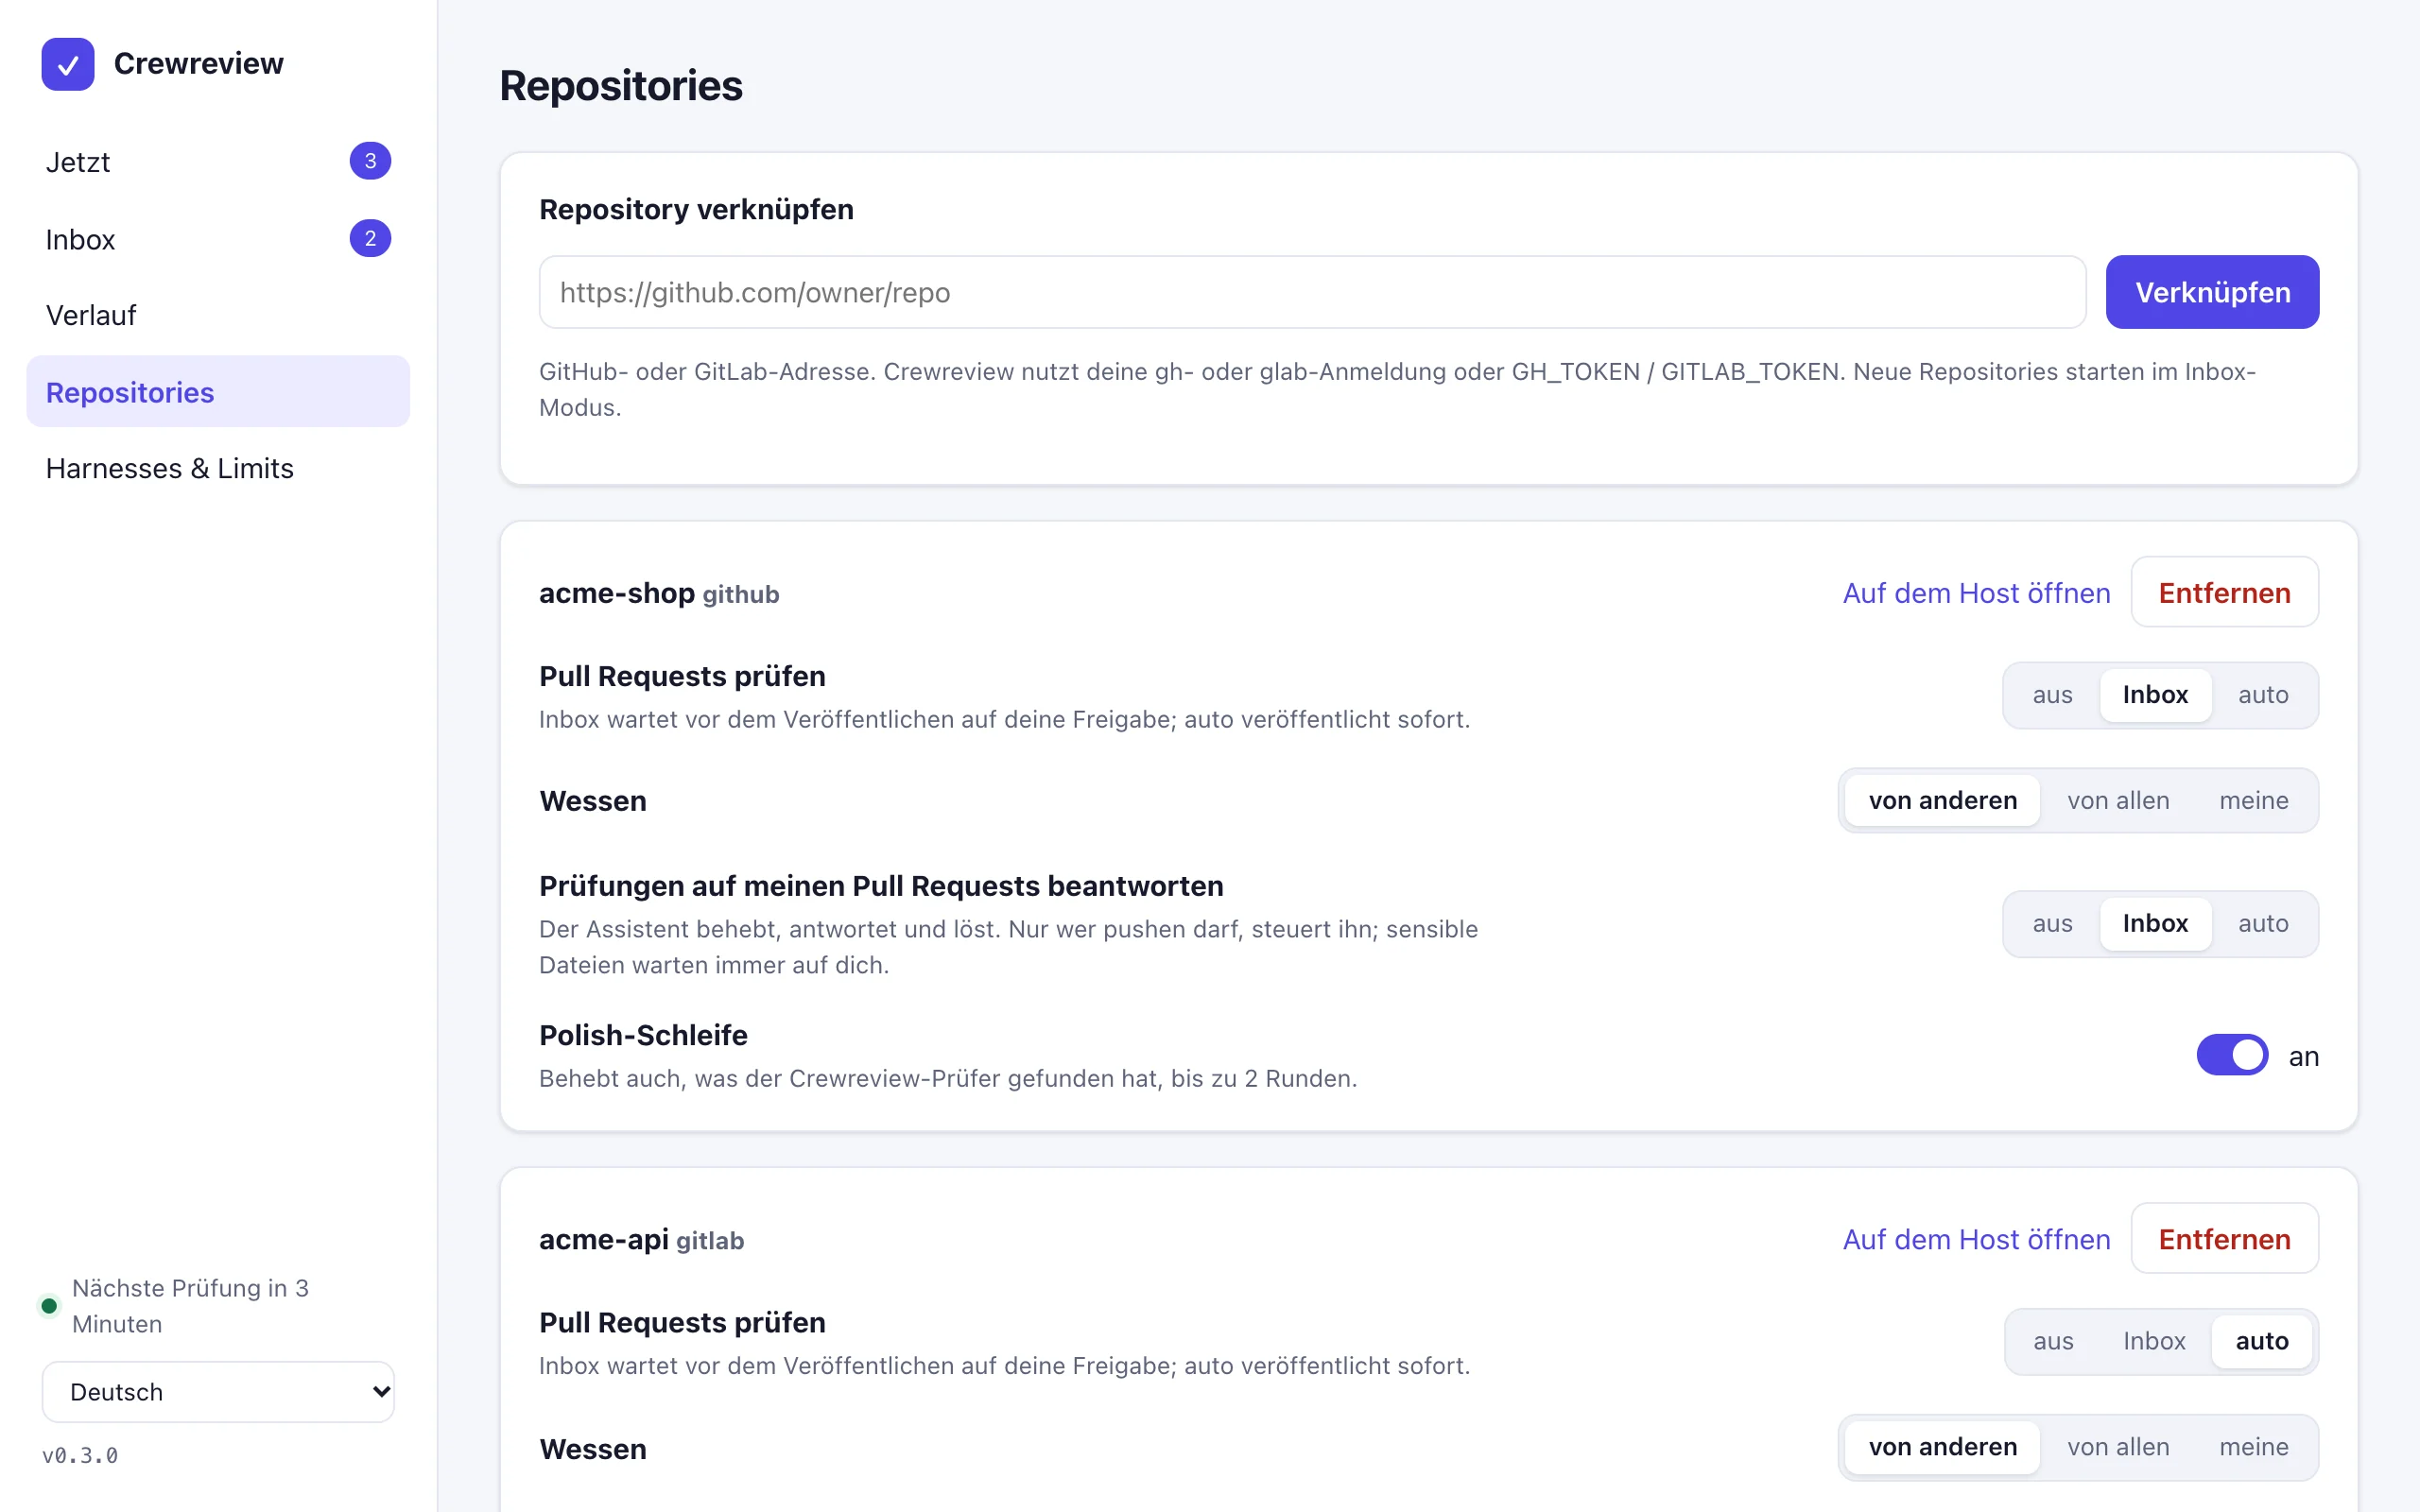 Crewreview
Jetzt 3
Inbox 2
Verlauf
Repositories
Harnesses & Limits
Nächste Prüfung in 3
Minuten
Deutsch
v0.3.0
Repositories
Repository verknüpfen
https://github.com/owner/repo
Verknüpfen
GitHub- oder GitLab-Adresse. Crewreview nutzt deine gh- oder glab-Anmeldung oder GH_TOKEN / GITLAB_TOKEN. Neue Repositories starten im Inbox-
Modus.
acme-shop github
Auf dem Host öffnen
Entfernen
Pull Requests prüfen
Inbox wartet vor dem Veröffentlichen auf deine Freigabe; auto veröffentlicht sofort.
aus Inbox auto
Wessen
von anderen von allen meine
Prüfungen auf meinen Pull Requests beantworten
Der Assistent behebt, antwortet und löst. Nur wer pushen darf, steuert ihn; sensible
Dateien warten immer auf dich.
aus Inbox auto
Polish-Schleife
Behebt auch, was der Crewreview-Prüfer gefunden hat, bis zu 2 Runden.
an
acme-api gitlab
Auf dem Host öffnen
Entfernen
Pull Requests prüfen
Inbox wartet vor dem Veröffentlichen auf deine Freigabe; auto veröffentlicht sofort.
aus Inbox auto
Wessen
von anderen von allen meine